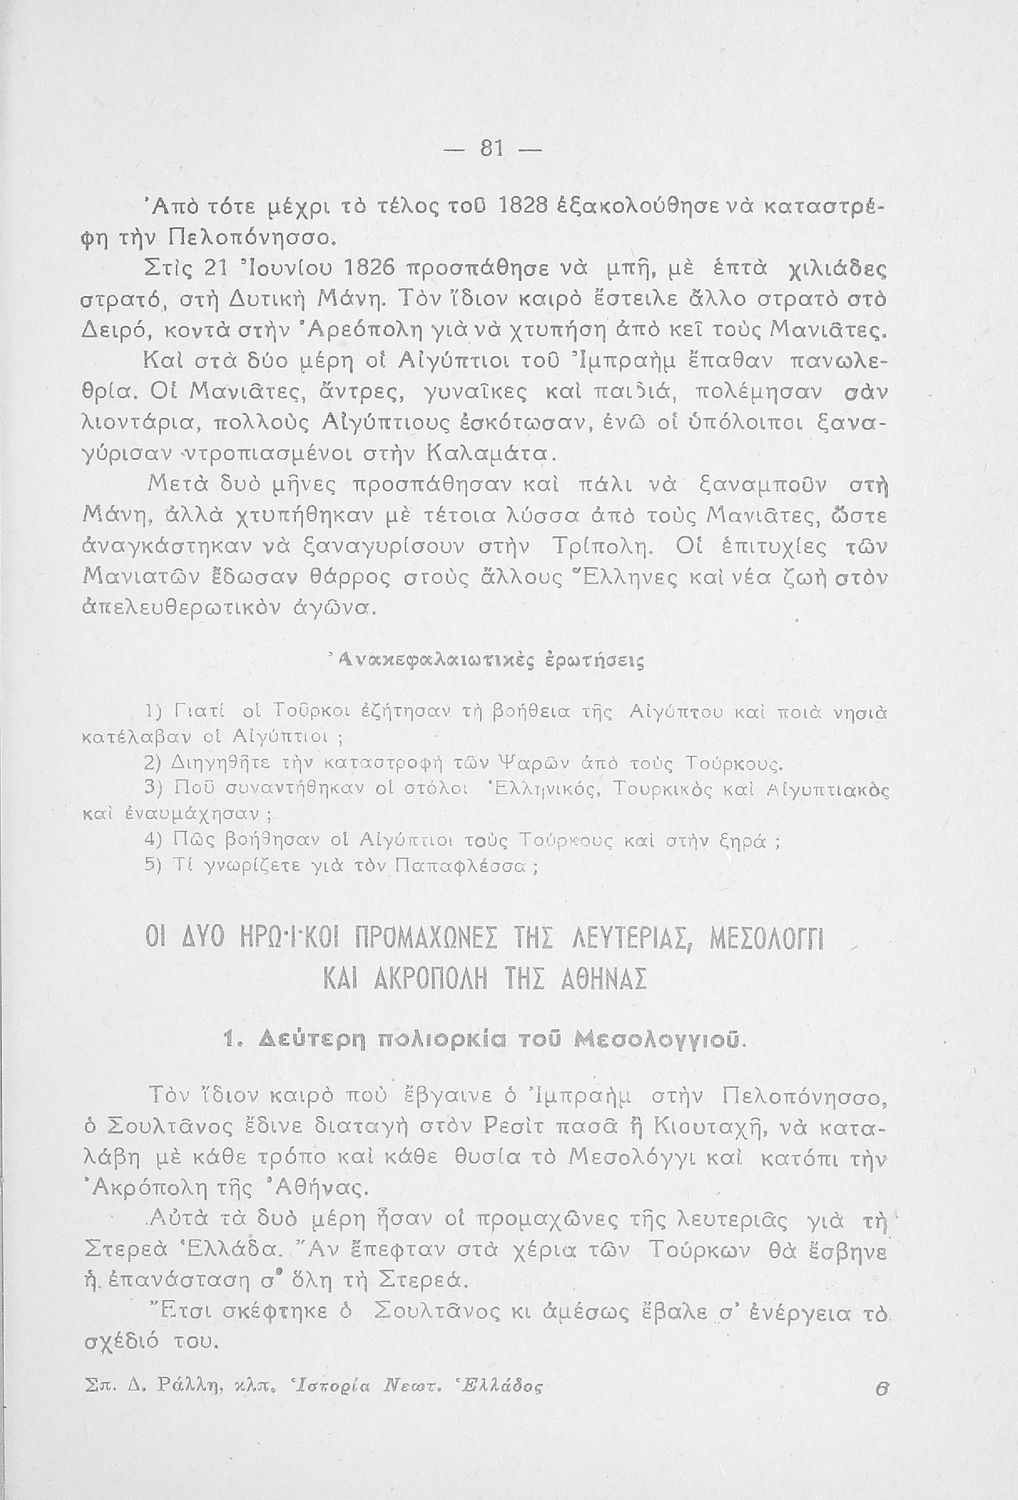 — 81 —
Ἀπὸ τότε μέχρι τὸ τέλος τοῦ 1828 ἐξακολούθησε νὰ καταστρέ-
φη τὴν Πελοπόνησσο.
Στὶς 21 Ἰουνίου 1826 προσπάθησε νὰ μπῆ, μὲ ἑπτὰ χιλιάδες
στρατό, στὴ Δυτικὴ Μάνη. Τὸν ἴδιον καιρὸ ἔστειλε ἄλλο στρατὸ στὸ
Δειρό, κοντὰ στὴν Ἀρεόπολη γιὰ νὰ χτυπήση ἀπὸ κεῖ τοὺς Μανιᾶτες.
Καὶ στὰ δύο μέρη οἱ Αἰγύπτιοι τοῦ Ἰμπραὴμ ἔπαθαν πανωλε-
θρία. Οἱ Μανιᾶτες, ἄντρες, γυναῖκες καὶ παιδιά, πολέμησαν σὰν
λιοντάρια, πολλοὺς Αἰγύπτιους ἐσκότωσαν, ἐνῶ οἱ ὑπόλοιποι ξανα-
γύρισαν ντροπιασμένοι στὴν Καλαμάτα.
Μετὰ δυὸ μῆνες προσπάθησαν καὶ πάλι νὰ ξαναμποῦν στὴ
Μάνη, ἀλλὰ χτυπήθηκαν μὲ τέτοια λύσσα ἀπὸ τοὺς Μανιᾶτες, ὥστε
ἀναγκάστηκαν νὰ ξαναγυρίσουν στὴν Τρίπολη. Οἱ ἐπιτυχίες τῶν
Μανιατῶν ἔδωσαν θάρρος στοὺς ἄλλους Ἕλληνες καὶ νέα ζωὴ στὸν
ἀπελευθερωτικὸν ἀγῶνα.
Ἀνακεφαλαιωτικὲς ἐρωτήσεις
1) Γιατί οἱ Τοῦρκοι ἐζήτησαν τὴ βοήθεια τῆς Αἰγύπτου καὶ ποιὰ νησιὰ
κατέλαβαν οἱ Αἰγύπτιοι ;
2) Διηγηθῆτε τὴν καταστροφὴ τῶν Ψαρῶν ἀπὸ τοὺς Τούρκους.
3) Ποῦ συναντήθηκαν οἱ στόλοι Ἑλληνικός, Τουρκικὸς καὶ Αἰγυπτιακὸς
καὶ ἐναυμάχησαν ;
4) Πῶς βοήθησαν οἱ Αἰγύπτιοι τοὺς Τούρκους καὶ στὴν ξηρά ;
5) Τί γνωρίζετε γιὰ τὸν Παπαφλέσσα ;
ΟΙ ΔΥΟ ΗΡΩ·Ι·ΚΟΙ ΠΡΟΜΑΧΩΝΕΣ ΤΗΣ ΛΕΥΤΕΡΙΑΣ, ΜΕΣΟΛΟΓΓΙ
ΚΑΙ ΑΚΡΟΠΟΛΗ ΤΗΣ ΑΘΗΝΑΣ
1. Δεύτερη πολιορκία τοῦ Μεσολογγιοῦ.
Τὸν ἴδιον καιρὸ ποὺ ἔβγαινε ὁ Ἰμπραὴμ στὴν Πελοπόνησσο,
ὁ Σουλτᾶνος ἔδινε διαταγὴ στὸν Ρεσὶτ πασᾶ ἢ Κιουταχῆ, νὰ κατα-
λάβη μὲ κάθε τρόπο καὶ κάθε θυσία τὸ Μεσολόγγι καὶ κατόπι τὴν
Ἀκρόπολη τῆς Ἀθήνας.
Αὐτὰ τὰ δυὸ μέρη ἦσαν οἱ προμαχῶνες τῆς λευτεριᾶς γιὰ τὴ
Στερεὰ Ἑλλάδα. Ἂν ἔπεφταν στὰ χέρια τῶν Τούρκων θὰ ἔσβηνε
ἡ ἐπανάσταση σ' ὅλη τὴ Στερεά.
Ἔτσι σκέφτηκε ὁ Σουλτᾶνος κι ἀμέσως ἔβαλε σ' ἐνέργεια τὸ
σχέδιό του.
Σπ. Δ. Ράλλη, κλπ. Ἱστορία Νεωτ. Ἑλλάδος 6